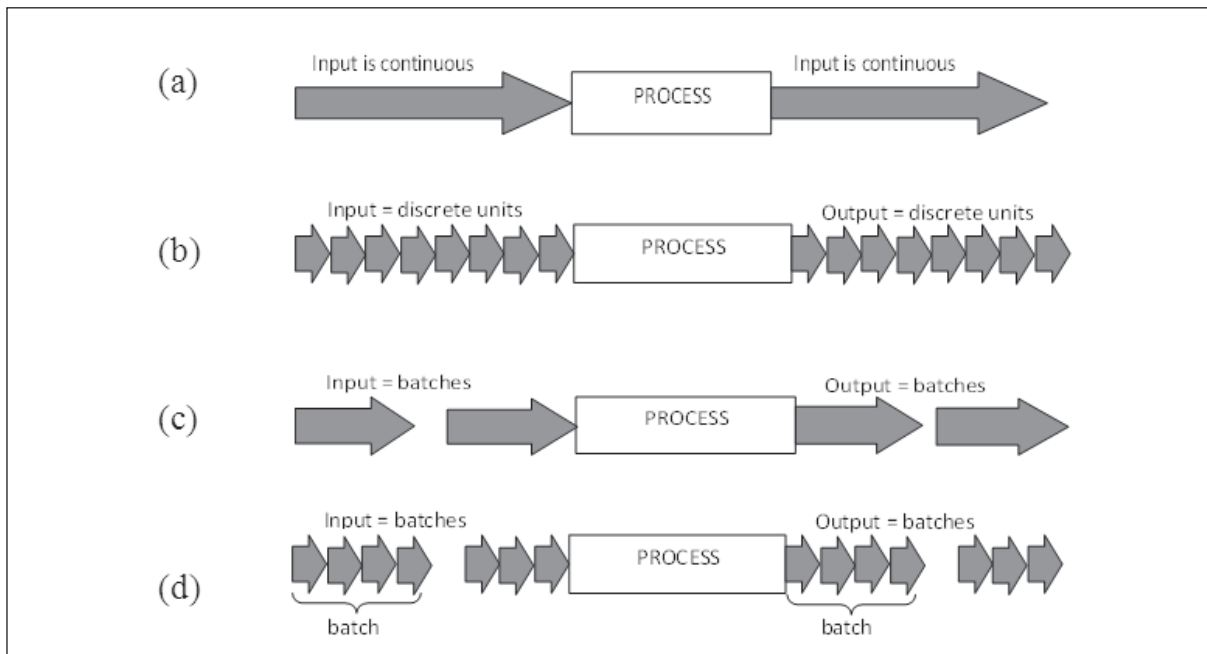 Input is continuous
Input is continuous
(a)
PROCESS
Input = discrete units
Output = discrete units
(b)
PROCESS
Input = batches
Output = batches
(c)
PROCESS
Input = batches
Output = batches
PROCESS
(d)
batch
batch